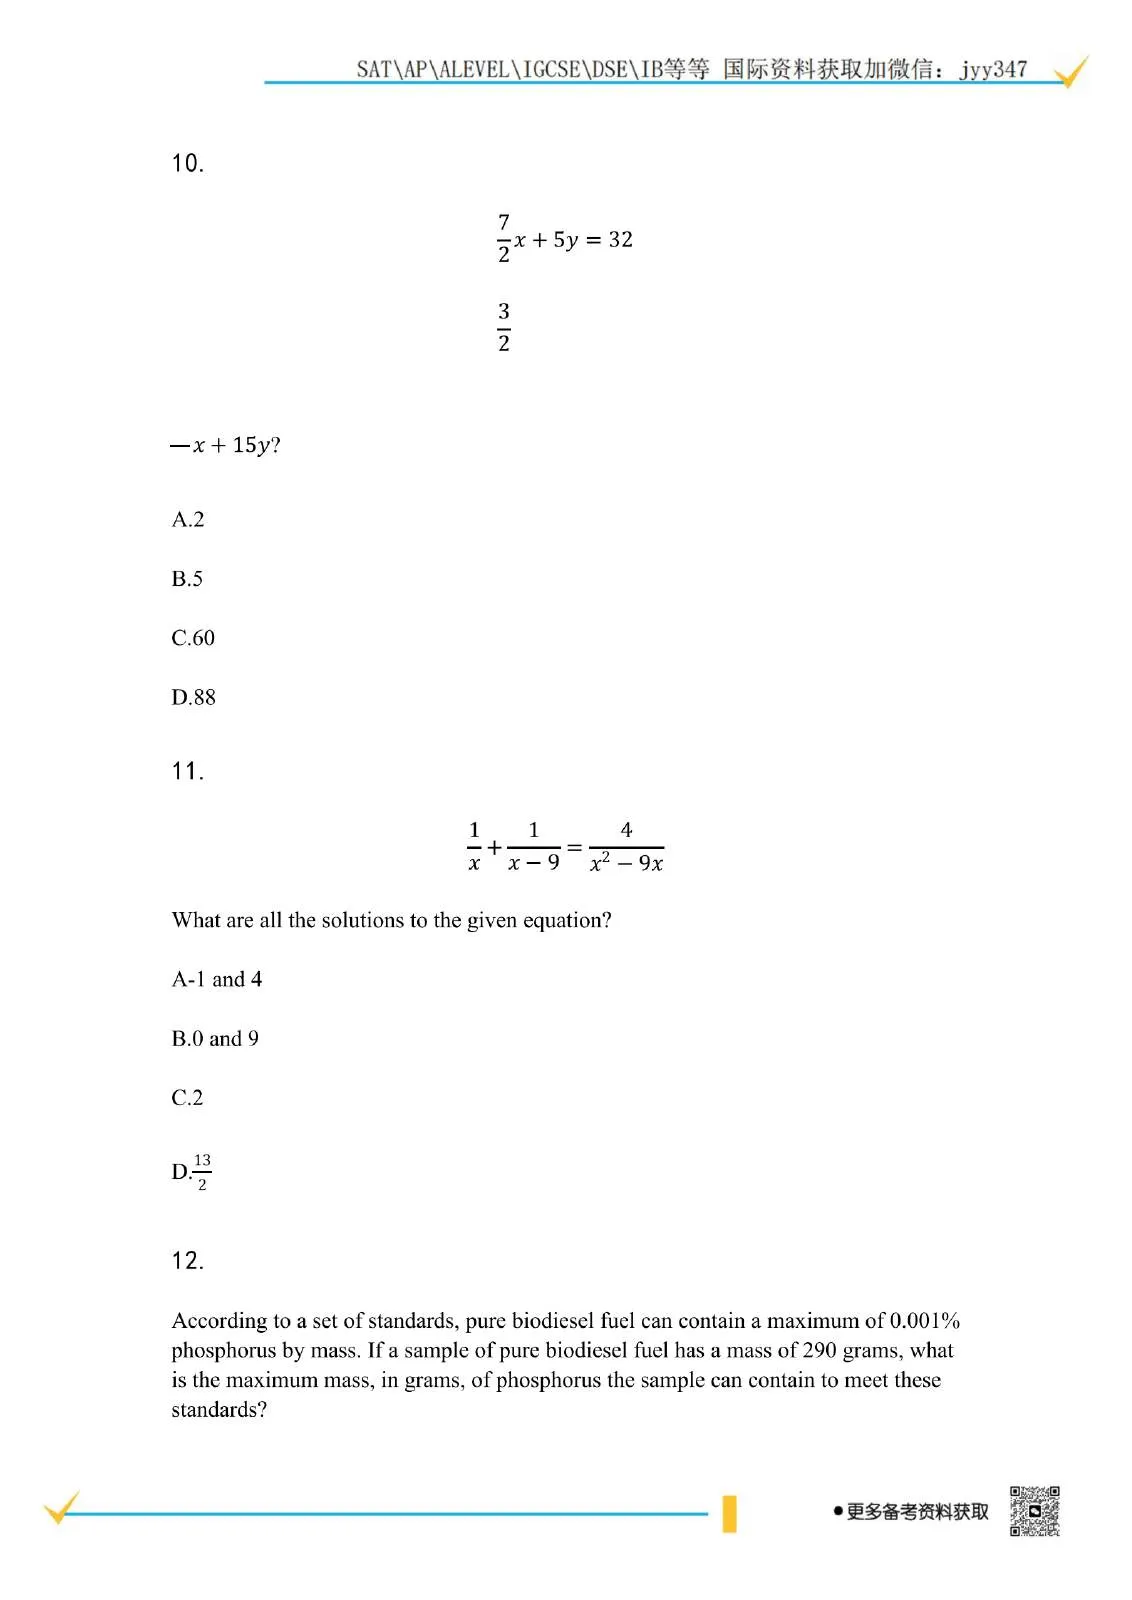 SAT\AP\ALEVEL\IGCSE\DSE\IB等等 国际资料获取加微信：jyy347
10.
7/2 x + 5y = 32
3/2
—x + 15y?
A.2
B.5
C.60
D.88
11.
1/x + 1/(x − 9) = 4/(x² − 9x)
What are all the solutions to the given equation?
A-1 and 4
B.0 and 9
C.2
D.13/2
12.
According to a set of standards, pure biodiesel fuel can contain a maximum of 0.001%
phosphorus by mass. If a sample of pure biodiesel fuel has a mass of 290 grams, what
is the maximum mass, in grams, of phosphorus the sample can contain to meet these
standards?
●更多备考资料获取